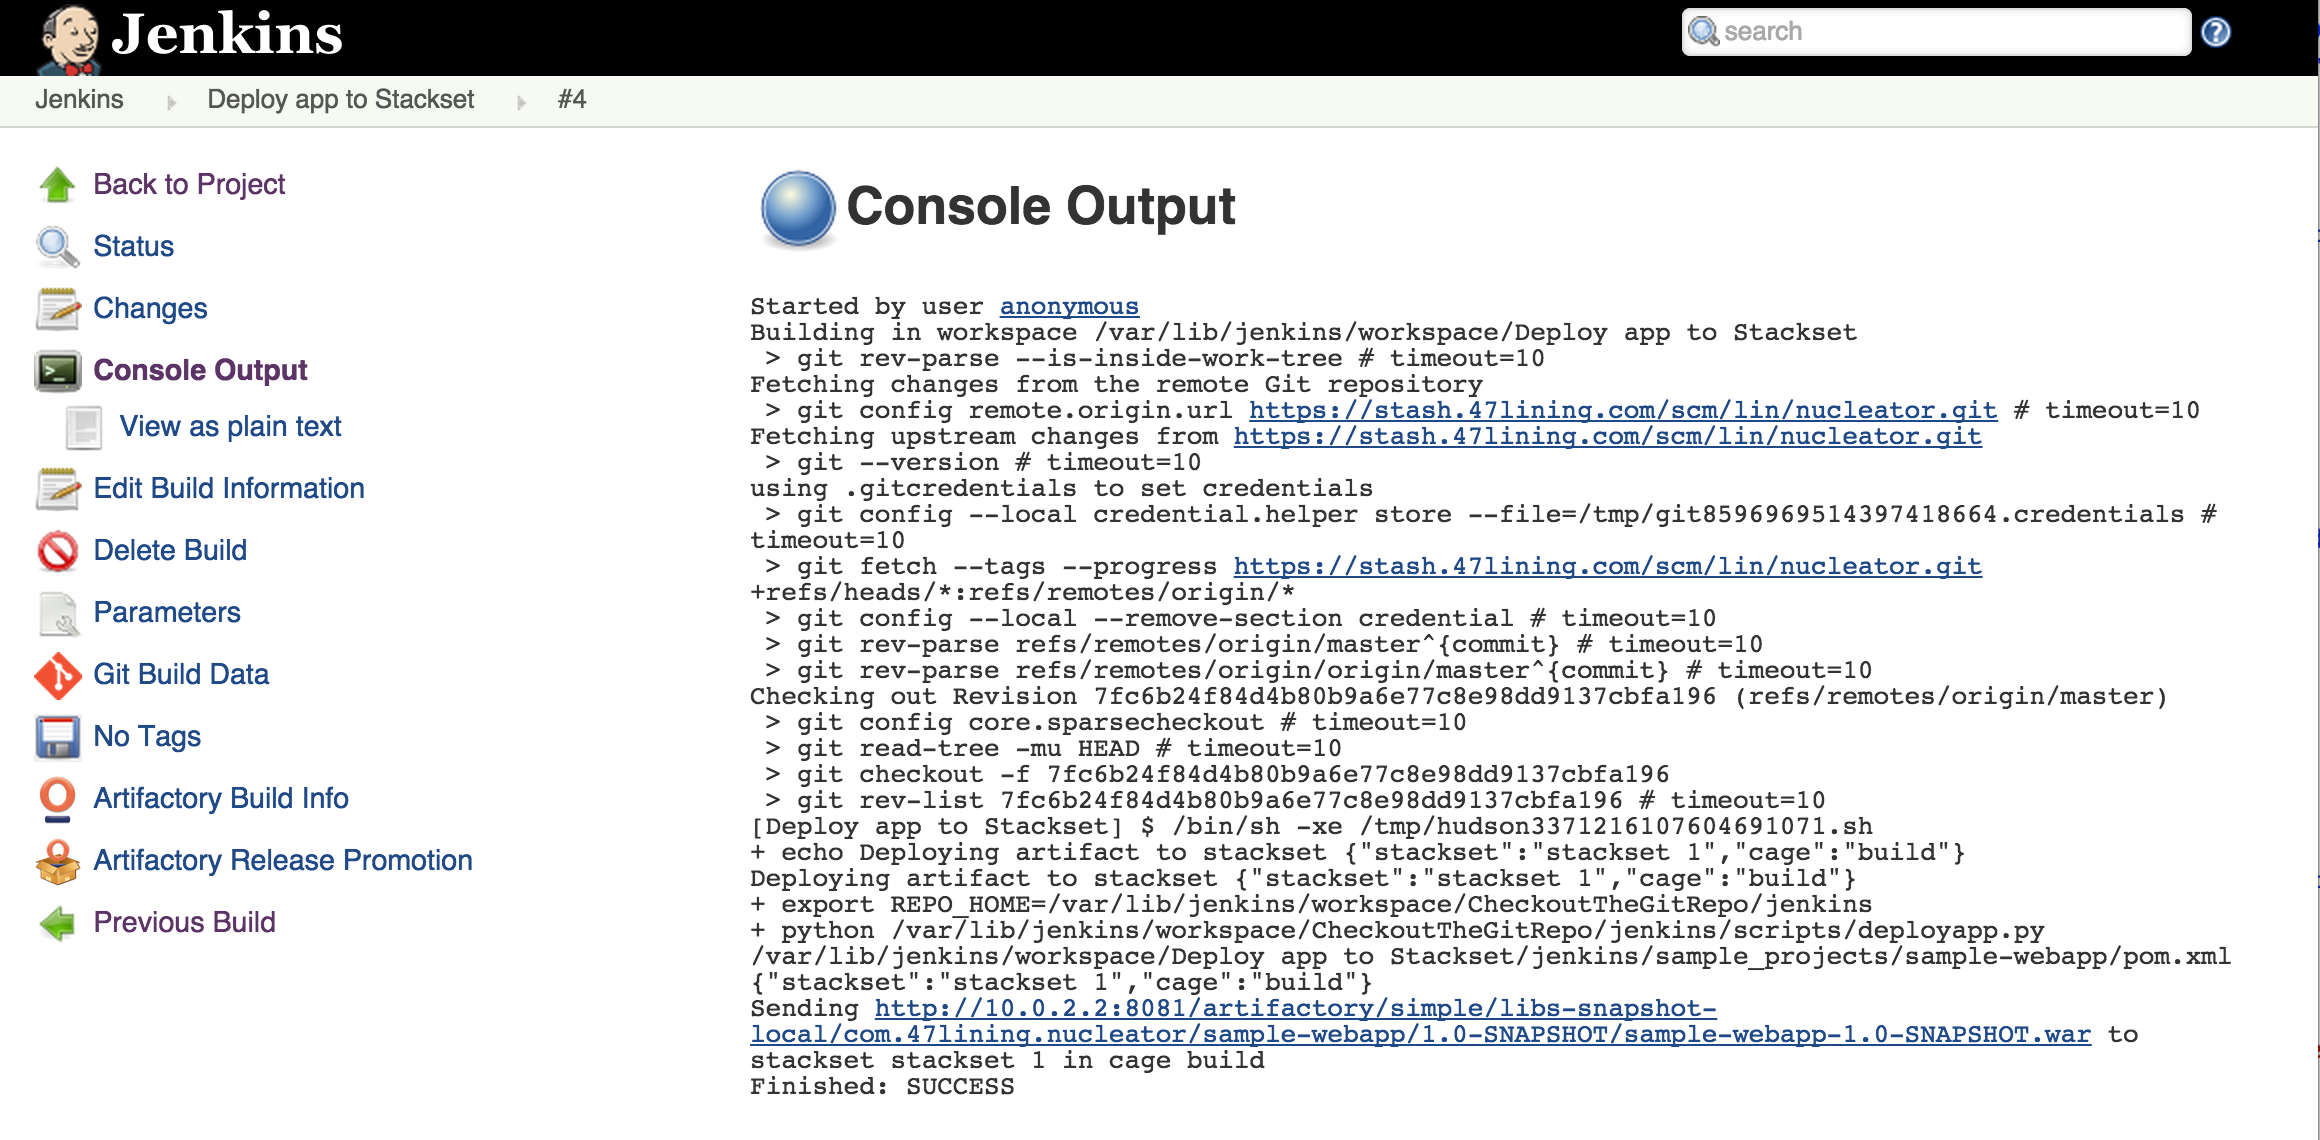 Jenkins
search
Jenkins
Deploy app to Stackset
#4
Back to Project
Status
Changes
Console Output
View as plain text
Edit Build Information
Delete Build
Parameters
Git Build Data
No Tags
Artifactory Build Info
Artifactory Release Promotion
Previous Build
Console Output
Started by user anonymous
Building in workspace /var/lib/jenkins/workspace/Deploy app to Stackset
 > git rev-parse --is-inside-work-tree # timeout=10
Fetching changes from the remote Git repository
 > git config remote.origin.url https://stash.47lining.com/scm/lin/nucleator.git # timeout=10
Fetching upstream changes from https://stash.47lining.com/scm/lin/nucleator.git
 > git --version # timeout=10
using .gitcredentials to set credentials
 > git config --local credential.helper store --file=/tmp/git8596969514397418664.credentials #
timeout=10
 > git fetch --tags --progress https://stash.47lining.com/scm/lin/nucleator.git
+refs/heads/*:refs/remotes/origin/*
 > git config --local --remove-section credential # timeout=10
 > git rev-parse refs/remotes/origin/master^{commit} # timeout=10
 > git rev-parse refs/remotes/origin/origin/master^{commit} # timeout=10
Checking out Revision 7fc6b24f84d4b80b9a6e77c8e98dd9137cbfa196 (refs/remotes/origin/master)
 > git config core.sparsecheckout # timeout=10
 > git read-tree -mu HEAD # timeout=10
 > git checkout -f 7fc6b24f84d4b80b9a6e77c8e98dd9137cbfa196
 > git rev-list 7fc6b24f84d4b80b9a6e77c8e98dd9137cbfa196 # timeout=10
[Deploy app to Stackset] $ /bin/sh -xe /tmp/hudson3371216107604691071.sh
+ echo Deploying artifact to stackset {"stackset":"stackset 1","cage":"build"}
Deploying artifact to stackset {"stackset":"stackset 1","cage":"build"}
+ export REPO_HOME=/var/lib/jenkins/workspace/CheckoutTheGitRepo/jenkins
+ python /var/lib/jenkins/workspace/CheckoutTheGitRepo/jenkins/scripts/deployapp.py
/var/lib/jenkins/workspace/Deploy app to Stackset/jenkins/sample_projects/sample-webapp/pom.xml
{"stackset":"stackset 1","cage":"build"}
Sending http://10.0.2.2:8081/artifactory/simple/libs-snapshot-
local/com.47lining.nucleator/sample-webapp/1.0-SNAPSHOT/sample-webapp-1.0-SNAPSHOT.war to
stackset stackset 1 in cage build
Finished: SUCCESS